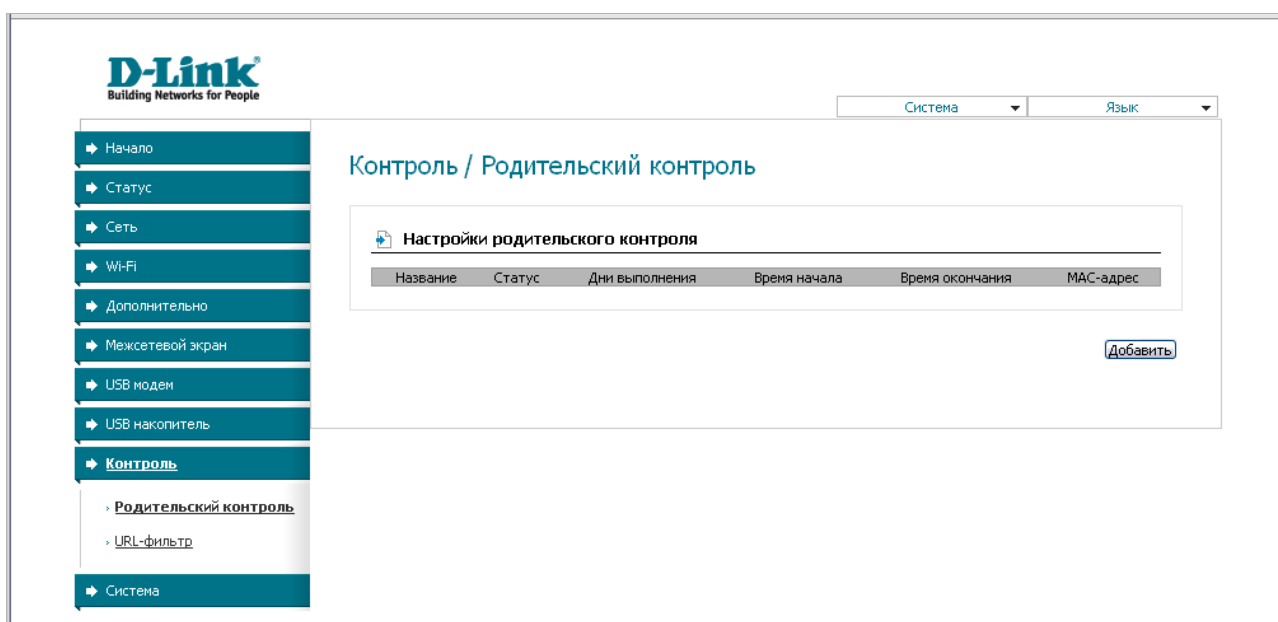 D-Link®
Building Networks for People
Система Язык
Начало
Статус
Сеть
Wi-Fi
Дополнительно
Межсетевой экран
USB модем
USB накопитель
Контроль
Родительский контроль
URL-фильтр
Система
Контроль / Родительский контроль
Настройки родительского контроля
Название Статус Дни выполнения Время начала Время окончания MAC-адрес
Добавить